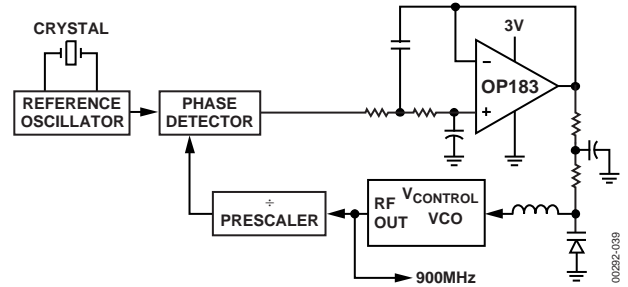 CRYSTAL
REFERENCE
OSCILLATOR
PHASE
DETECTOR
3V
−
OP183
+
÷
PRESCALER
RF
OUT
VCONTROL
VCO
900MHz
00292-039